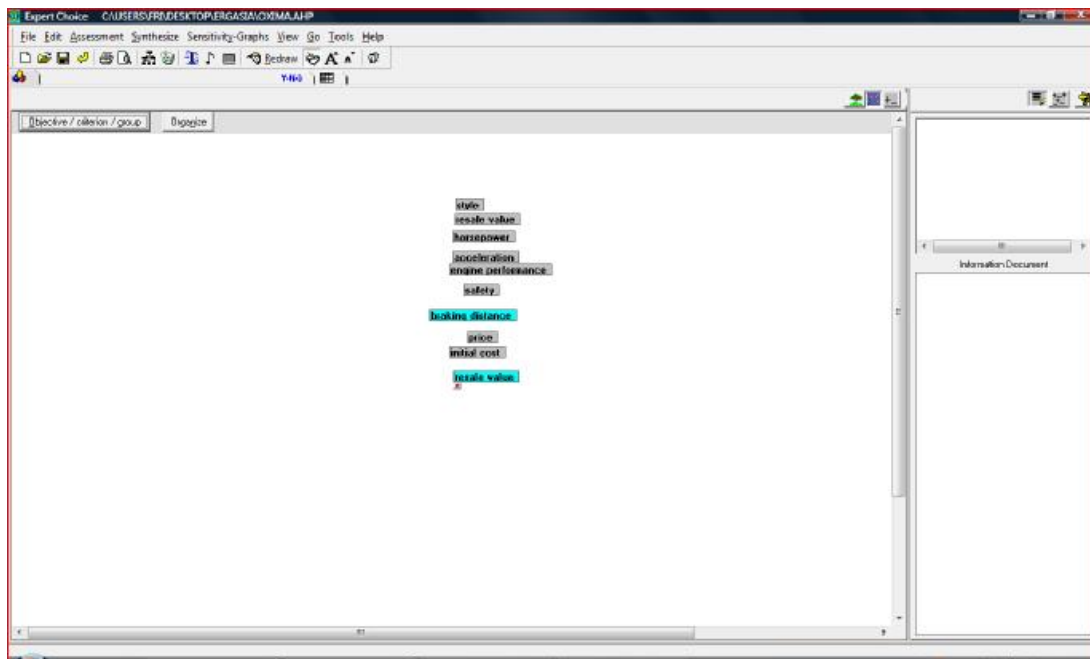 Expert Choice C:\USERS\FRI\DESKTOP\ERGASIA\OXIMA.AHP
File Edit Assessment Synthesize Sensitivity-Graphs View Go Tools Help
Redraw A A
Objective / criterion / group Organize
style
resale value
horsepower
acceleration
engine performance
safety
braking distance
price
initial cost
resale value
Information Document